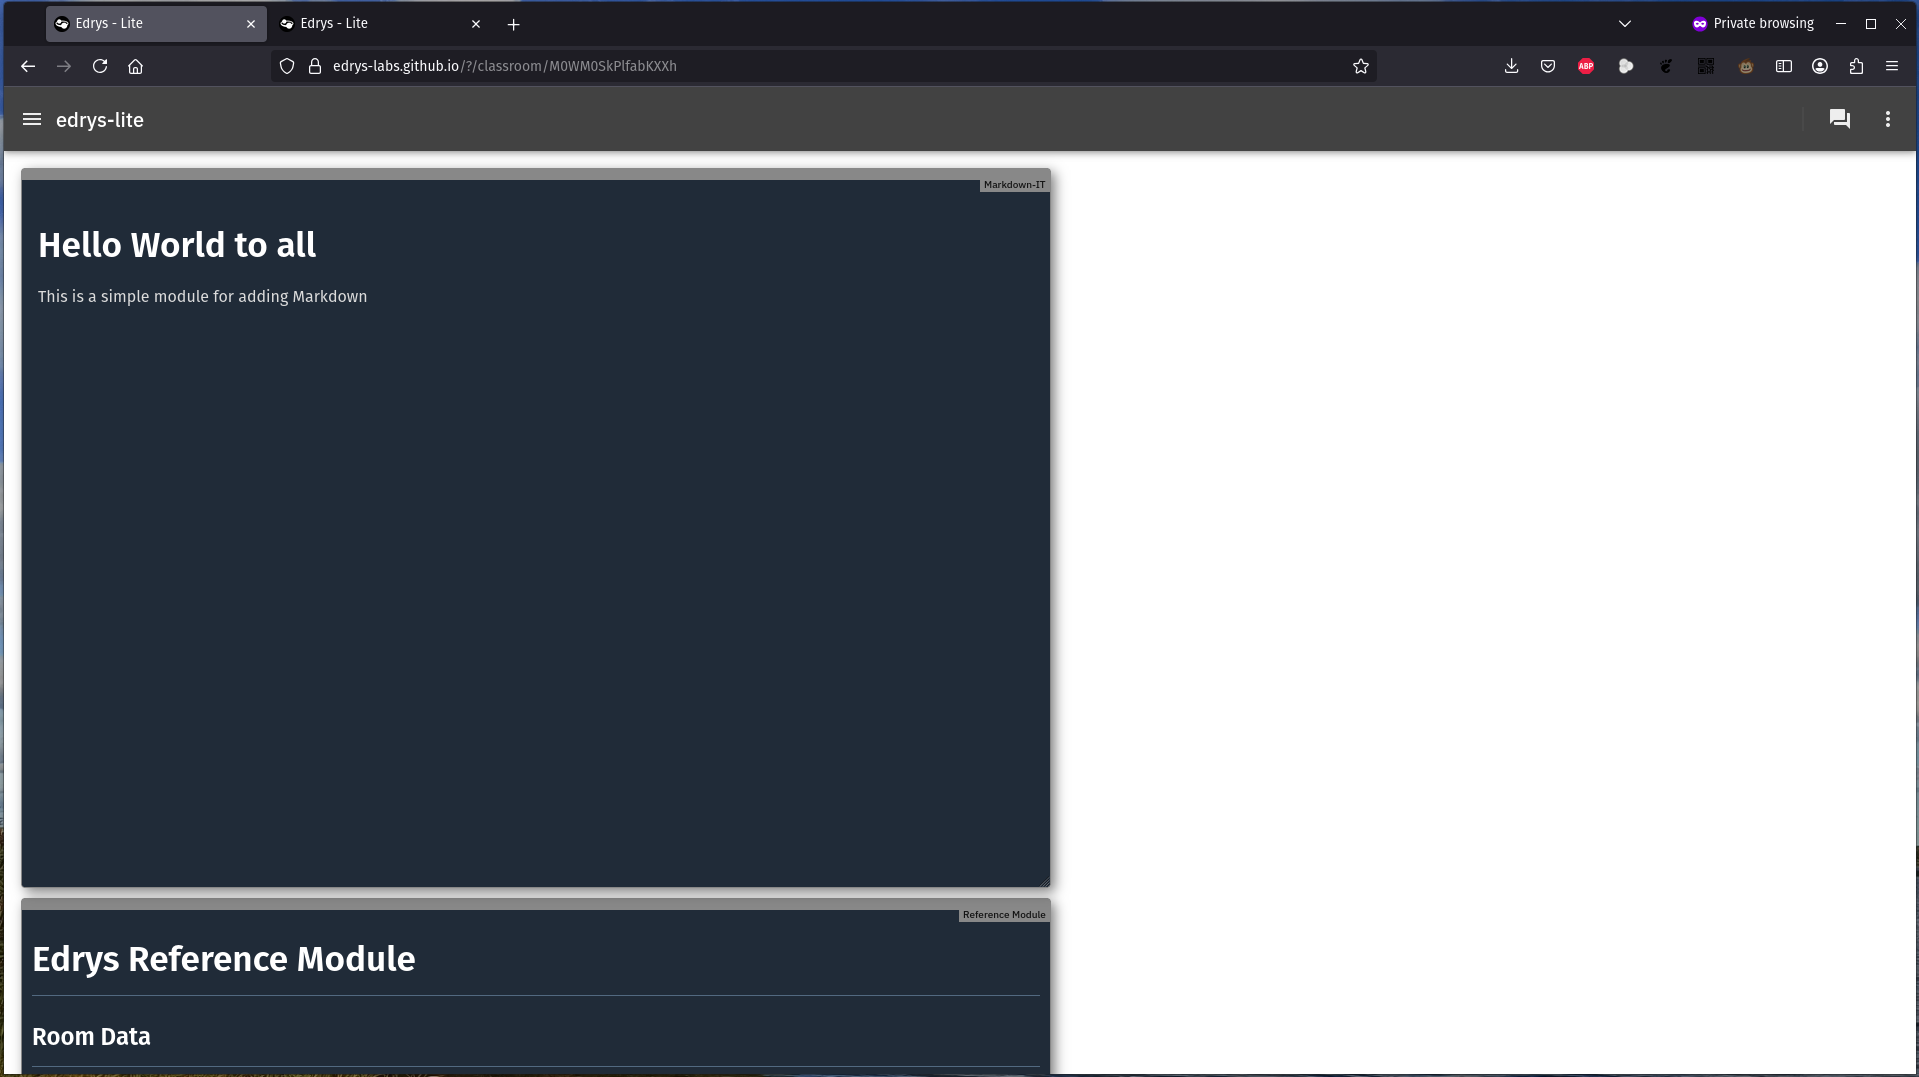 Edrys - Lite
Edrys - Lite
Private browsing
edrys-labs.github.io/?/classroom/M0WM0SkPlfabKXXh
ABP
edrys-lite
Markdown-IT
Hello World to all
This is a simple module for adding Markdown
Reference Module
Edrys Reference Module
Room Data